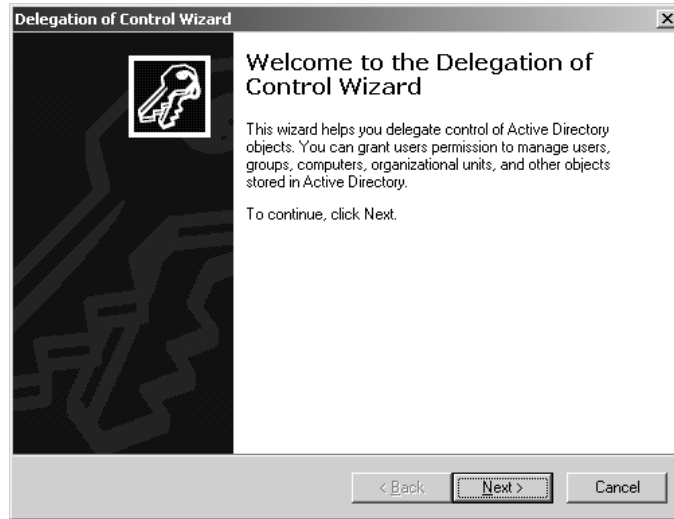 Delegation of Control Wizard
Welcome to the Delegation of
Control Wizard
This wizard helps you delegate control of Active Directory
objects. You can grant users permission to manage users,
groups, computers, organizational units, and other objects
stored in Active Directory.
To continue, click Next.
< Back Next > Cancel